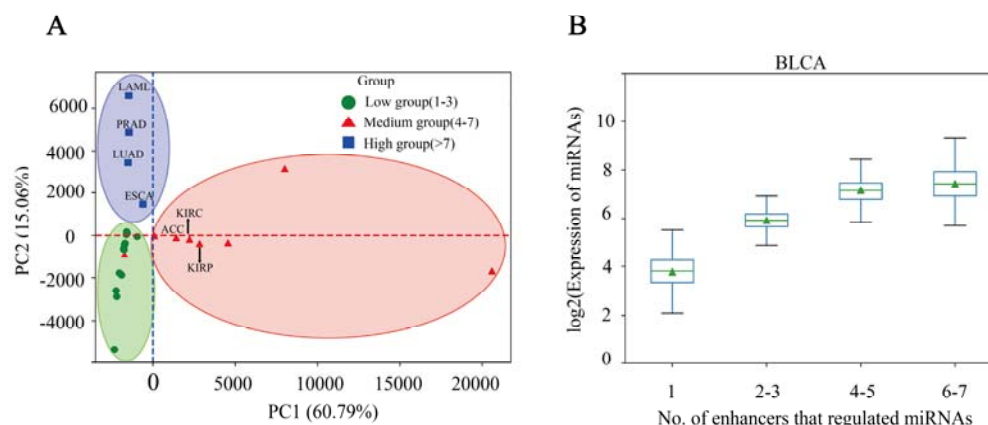 A
Group
Low group(1-3)
Medium group(4-7)
High group(>7)
LAML
PRAD
LUAD
ESCA
KIRC
ACC
KIRP
6000
4000
2000
0
-2000
-4000
PC2 (15.06%)
0
5000
10000
15000
20000
PC1 (60.79%)
B
BLCA
10
8
6
4
2
0
log2(Expression of miRNAs)
1
2-3
4-5
6-7
No. of enhancers that regulated miRNAs